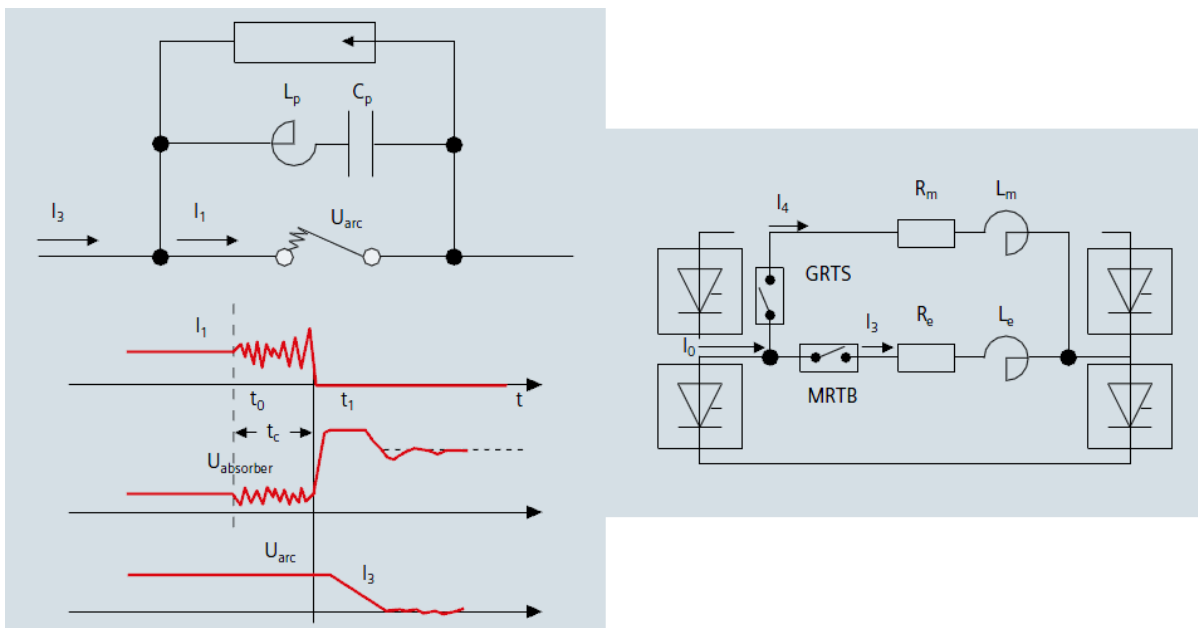 Lp Cp
I3 I1 Uarc
I1
t0 t1 t
tc
Uabsorber
Uarc
I3
Rm Lm
I4
GRTS
Re Le
I3
I0
MRTB